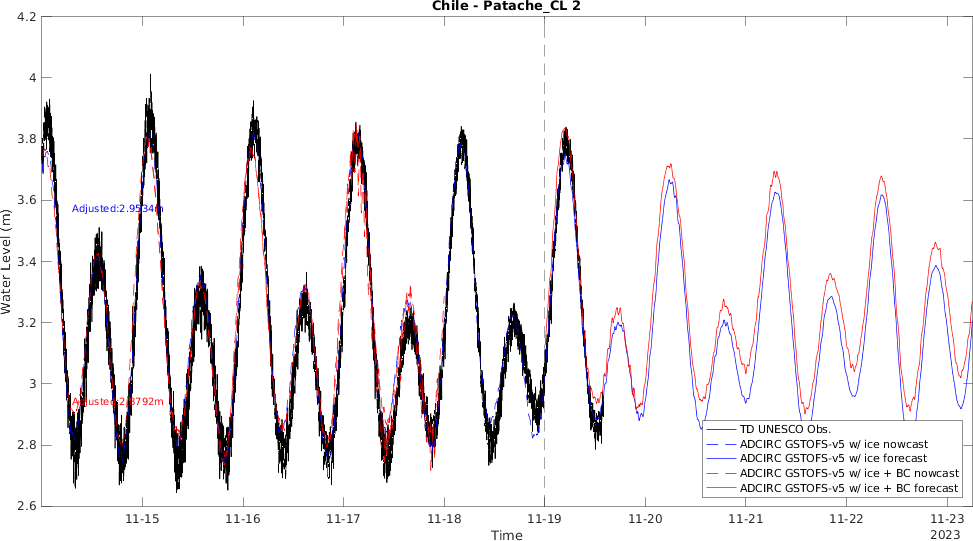 Chile - Patache_CL 2
4.2
4
3.8
3.6
3.4
3.2
3
2.8
2.6
Water Level (m)
Adjusted:2.9534m
Adjusted:2.8792m
TD UNESCO Obs.
ADCIRC GSTOFS-v5 w/ ice nowcast
ADCIRC GSTOFS-v5 w/ ice forecast
ADCIRC GSTOFS-v5 w/ ice + BC nowcast
ADCIRC GSTOFS-v5 w/ ice + BC forecast
11-15 11-16 11-17 11-18 11-19 11-20 11-21 11-22 11-23
2023
Time